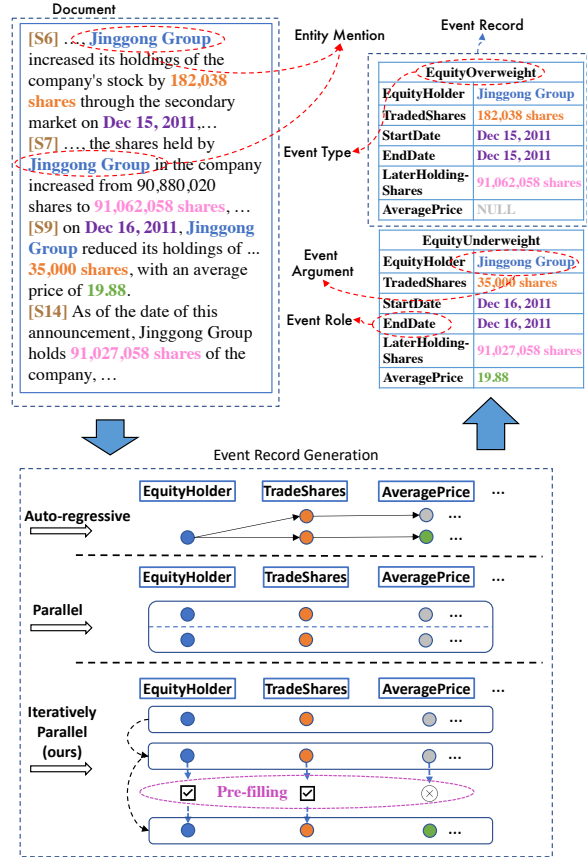 Document
[S6] …, Jinggong Group
increased its holdings of the
company's stock by 182,038
shares through the secondary
market on Dec 15, 2011,…
[S7] …, the shares held by
Jinggong Group in the company
increased from 90,880,020
shares to 91,062,058 shares, …
[S9] on Dec 16, 2011, Jinggong
Group reduced its holdings of ...
35,000 shares, with an average
price of 19.88.
[S14] As of the date of this
announcement, Jinggong Group
holds 91,027,058 shares of the
company, …
Entity Mention
Event Type
Event Argument
Event Role
Event Record
EquityOverweight
EquityHolder Jinggong Group
TradedShares 182,038 shares
StartDate Dec 15, 2011
EndDate Dec 15, 2011
LaterHolding-
Shares 91,062,058 shares
AveragePrice NULL
EquityUnderweight
EquityHolder Jinggong Group
TradedShares 35,000 shares
StartDate Dec 16, 2011
EndDate Dec 16, 2011
LaterHolding-
Shares 91,027,058 shares
AveragePrice 19.88
Event Record Generation
EquityHolder TradeShares AveragePrice ...
Auto-regressive
...
...
EquityHolder TradeShares AveragePrice ...
Parallel
...
...
EquityHolder TradeShares AveragePrice ...
Iteratively
Parallel
(ours)
...
...
Pre-filling
...